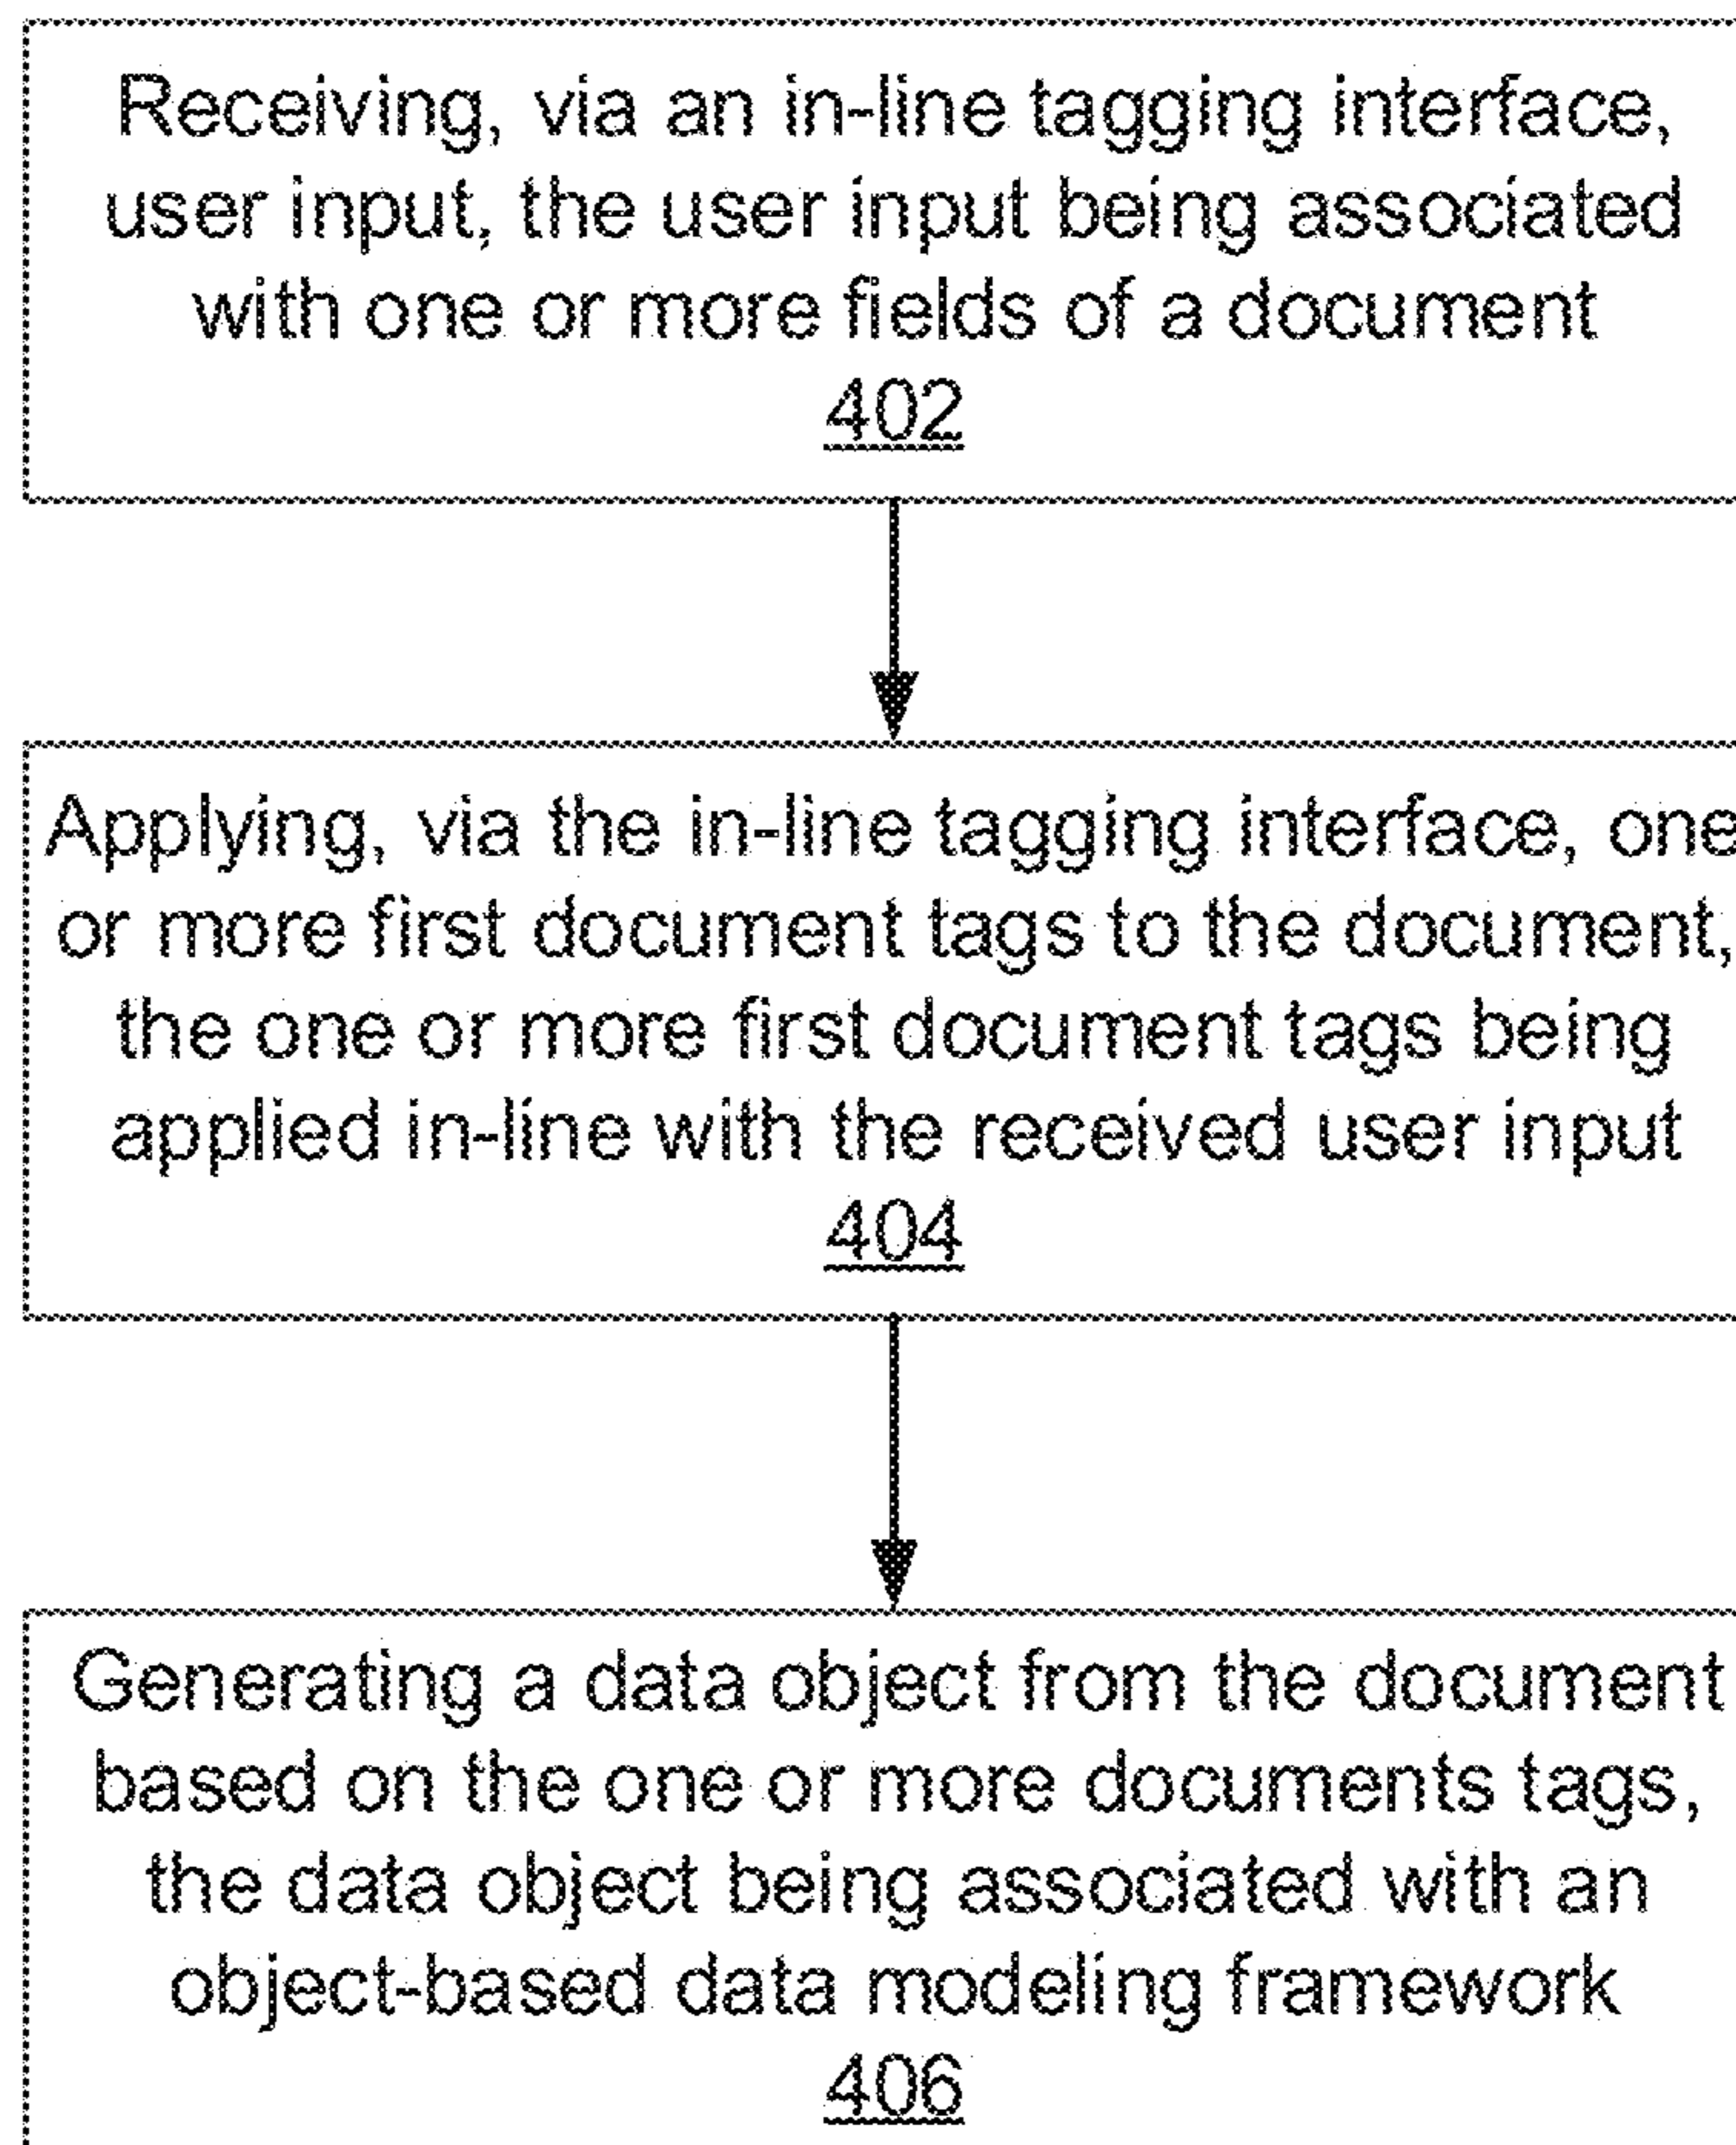 Receiving, via an in-line tagging interface,
user input, the user input being associated
with one or more fields of a document
402
Applying, via the in-line tagging interface, one
or more first document tags to the document,
the one or more first document tags being
applied in-line with the received user input
404
Generating a data object from the document
based on the one or more documents tags,
the data object being associated with an
object-based data modeling framework
406